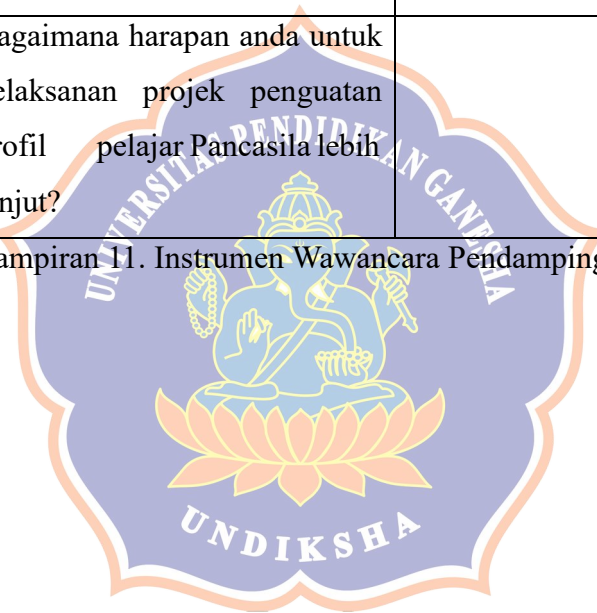 agaimana harapan anda untuk
elaksanan projek penguatan
rofil pelajar Pancasila lebih
njut?
ampiran 11. Instrumen Wawancara Pendamping
UNIVERSITAS PENDIDIKAN GANESHA
UNDIKSHA